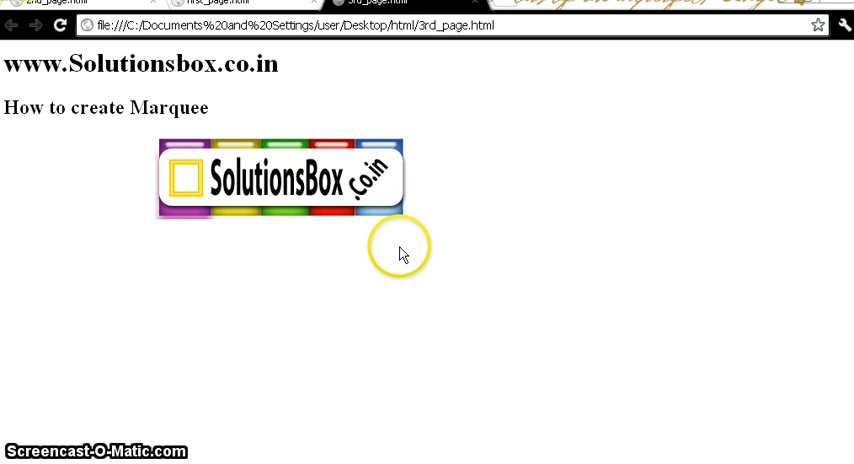 2nd_page.html first_page.html 3rd_page.html
file:///C:/Documents%20and%20Settings/user/Desktop/html/3rd_page.html
www.Solutionsbox.co.in
How to create Marquee
SolutionsBox .Co.in
Screencast-O-Matic.com